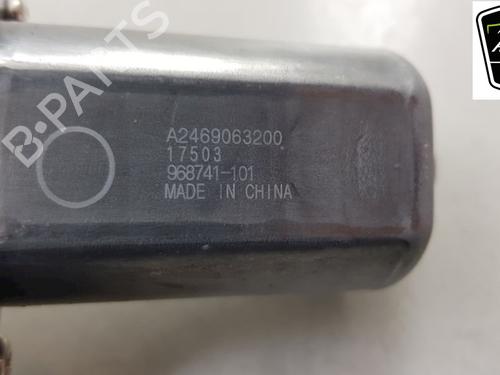 A2469063200
17503
968741-101
MADE IN CHINA
B-PARTS